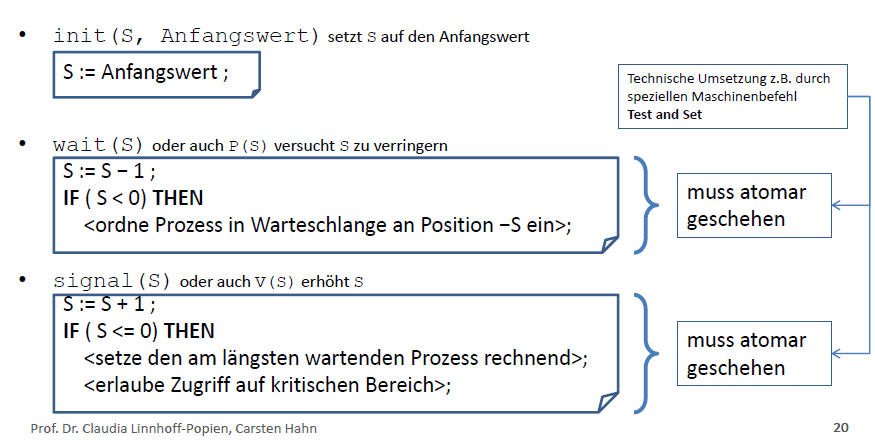 • init(S, Anfangswert) setzt S auf den Anfangswert
S := Anfangswert ;
Technische Umsetzung z.B. durch
speziellen Maschinenbefehl
Test and Set
• wait(S) oder auch P(S) versucht S zu verringern
S := S − 1 ;
IF ( S < 0) THEN
<ordne Prozess in Warteschlange an Position −S ein>;
muss atomar
geschehen
• signal(S) oder auch V(S) erhöht S
S := S + 1 ;
IF ( S <= 0) THEN
<setze den am längsten wartenden Prozess rechnend>;
<erlaube Zugriff auf kritischen Bereich>;
muss atomar
geschehen
Prof. Dr. Claudia Linnhoff-Popien, Carsten Hahn 20